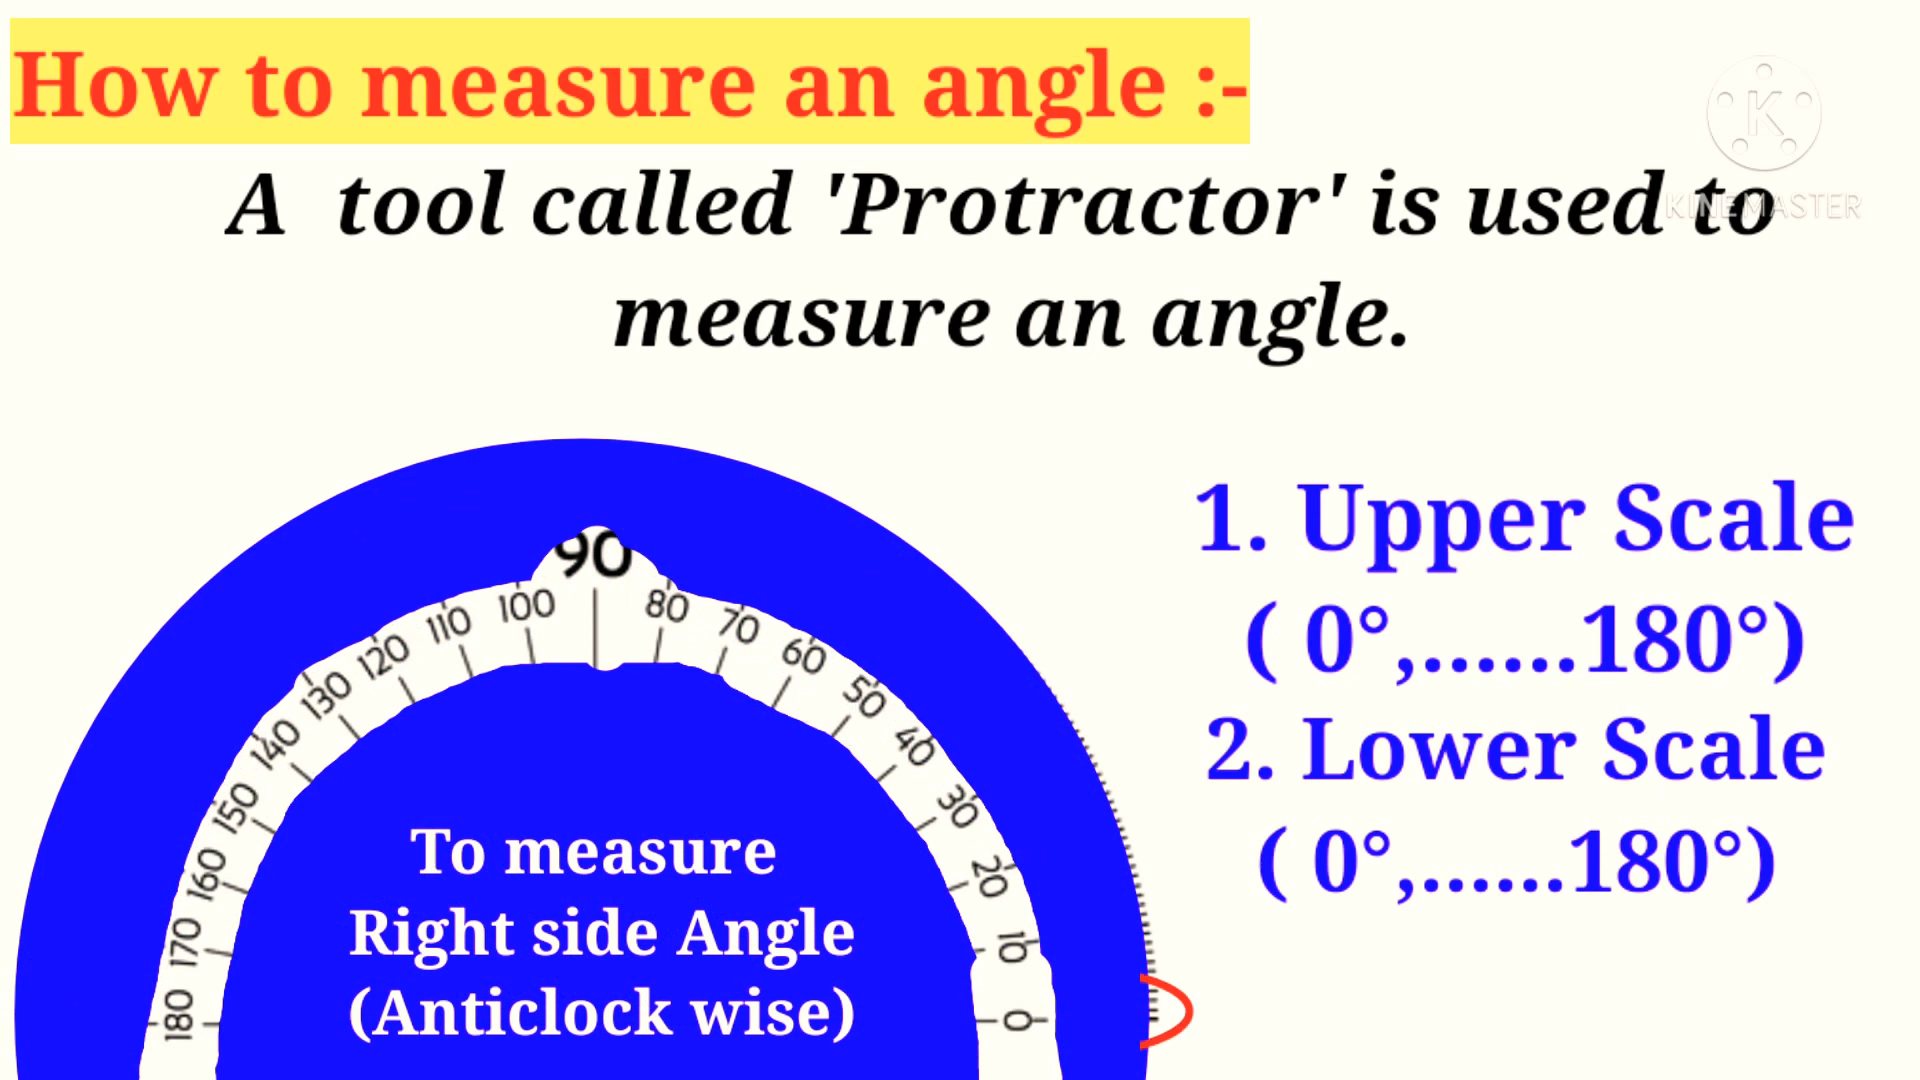 How to measure an angle :-
KINEMASTER
A tool called 'Protractor' is used to
measure an angle.
1. Upper Scale
( 0°,......180°)
2. Lower Scale
( 0°,......180°)
180 170 160 150 140 130 120 110 100 90 80 70 60 50 40 30 20 10 0
To measure
Right side Angle
(Anticlock wise)